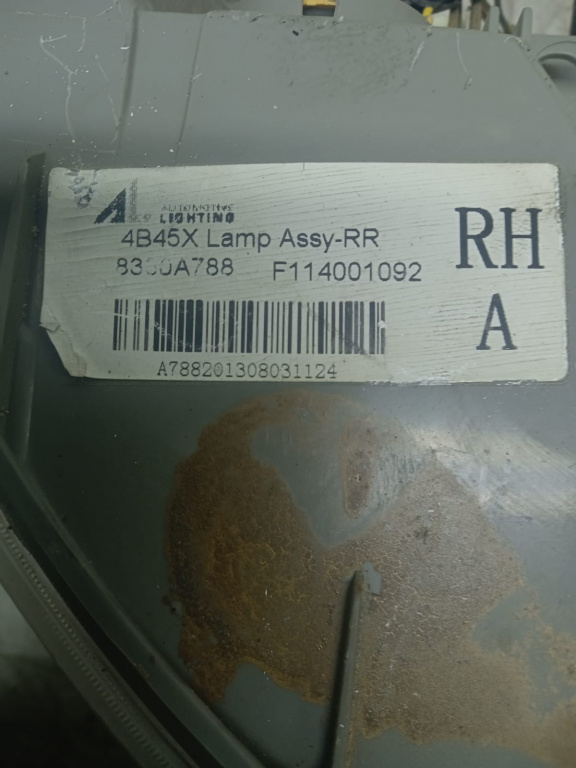 AUTOMOTIVE
LIGHTING
4B45X Lamp Assy-RR
RH
F114001092
A
A788201308031124